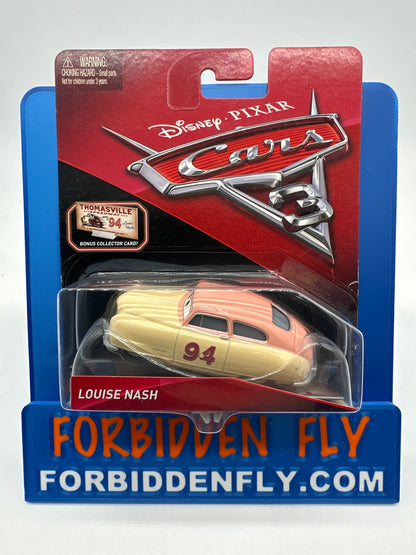 WARNING:
CHOKING HAZARD - Small parts.
Not for children under 3 years.
Disney · PIXAR
Cars
3
THOMASVILLE
SPEEDWAY
94
BONUS COLLECTOR CARD!
94
LOUISE NASH
FORBIDDEN FLY
FORBIDDENFLY.COM